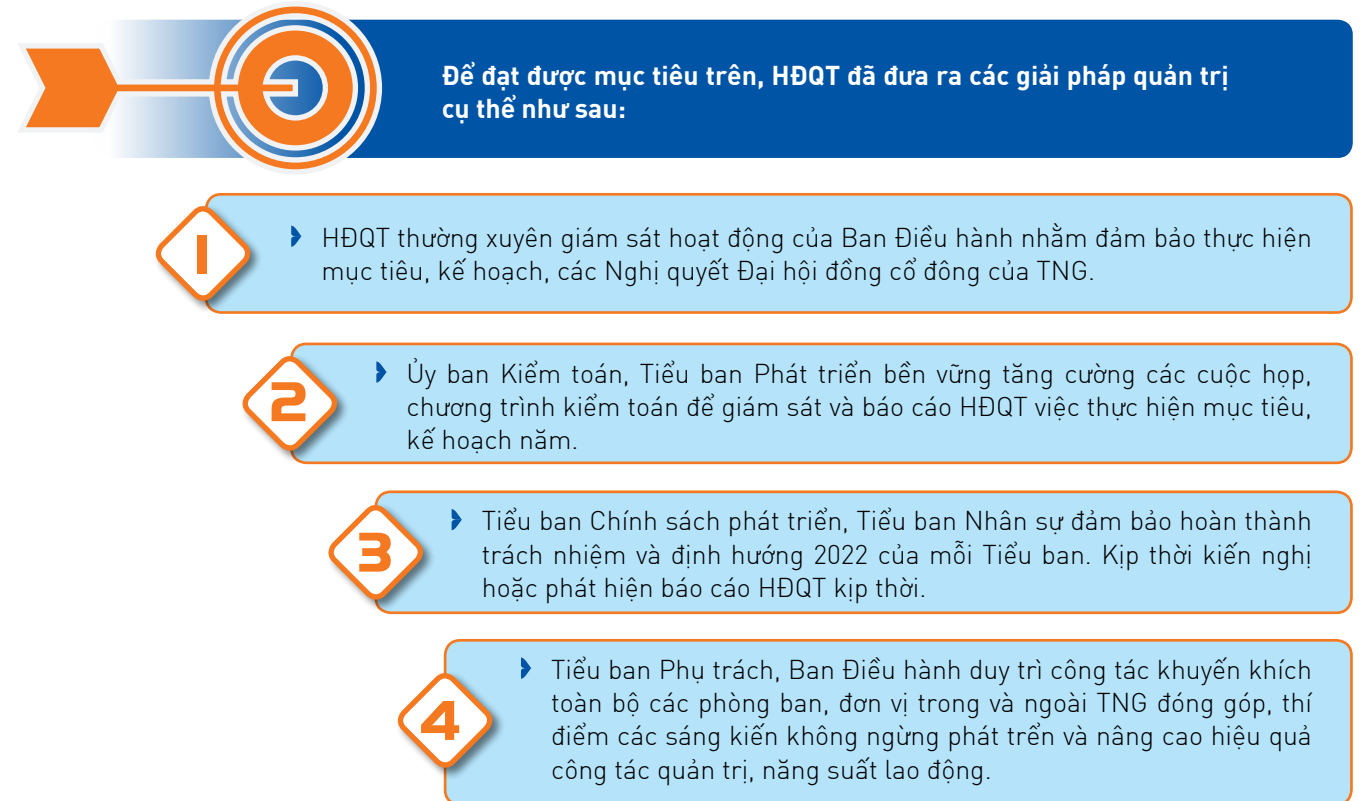 Để đạt được mục tiêu trên, HĐQT đã đưa ra các giải pháp quản trị
cụ thể như sau:
1
HĐQT thường xuyên giám sát hoạt động của Ban Điều hành nhằm đảm bảo thực hiện
mục tiêu, kế hoạch, các Nghị quyết Đại hội đồng cổ đông của TNG.
2
Ủy ban Kiểm toán, Tiểu ban Phát triển bền vững tăng cường các cuộc họp,
chương trình kiểm toán để giám sát và báo cáo HĐQT việc thực hiện mục tiêu,
kế hoạch năm.
3
Tiểu ban Chính sách phát triển, Tiểu ban Nhân sự đảm bảo hoàn thành
trách nhiệm và định hướng 2022 của mỗi Tiểu ban. Kịp thời kiến nghị
hoặc phát hiện báo cáo HĐQT kịp thời.
4
Tiểu ban Phụ trách, Ban Điều hành duy trì công tác khuyến khích
toàn bộ các phòng ban, đơn vị trong và ngoài TNG đóng góp, thí
điểm các sáng kiến không ngừng phát trển và nâng cao hiệu quả
công tác quản trị, năng suất lao động.